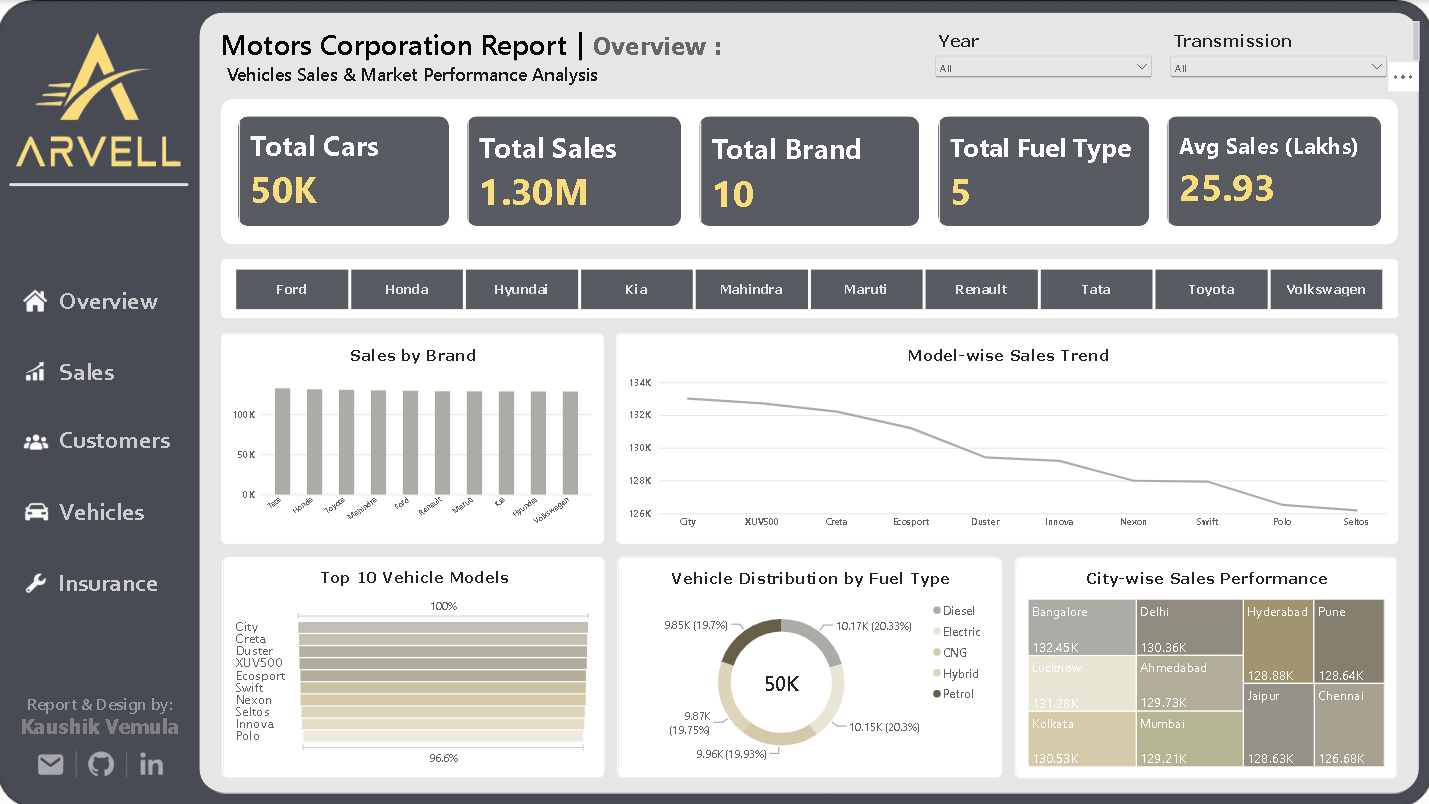 ARVELL
Overview
Sales
Customers
Vehicles
Insurance
Report & Design by:
Kaushik Vemula
in
Motors Corporation Report | Overview :
Vehicles Sales & Market Performance Analysis
Year
All
Transmission
All
Total Cars
50K
Total Sales
1.30M
Total Brand
10
Total Fuel Type
5
Avg Sales (Lakhs)
25.93
Ford Honda Hyundai Kia Mahindra Maruti Renault Tata Toyota Volkswagen
Sales by Brand
100K
50K
0K
Tata Honda Toyota Mahindra Ford Renault Maruti Kia Hyundai Volkswagen
Model-wise Sales Trend
134K
132K
130K
128K
126K
City XUV500 Creta Ecosport Duster Innova Nexon Swift Polo Seltos
Top 10 Vehicle Models
100%
City
Creta
Duster
XUV500
Ecosport
Swift
Nexon
Seltos
Innova
Polo
96.6%
Vehicle Distribution by Fuel Type
9.85K (19.7%)
10.17K (20.33%)
50K
9.87K
(19.75%)
10.15K (20.3%)
9.96K (19.93%)
Diesel
Electric
CNG
Hybrid
Petrol
City-wise Sales Performance
Bangalore
132.45K
Lucknow
131.28K
Kolkata
130.53K
Delhi
130.36K
Ahmedabad
129.73K
Mumbai
129.21K
Hyderabad
128.88K
Pune
128.64K
Jaipur
128.63K
Chennai
126.68K